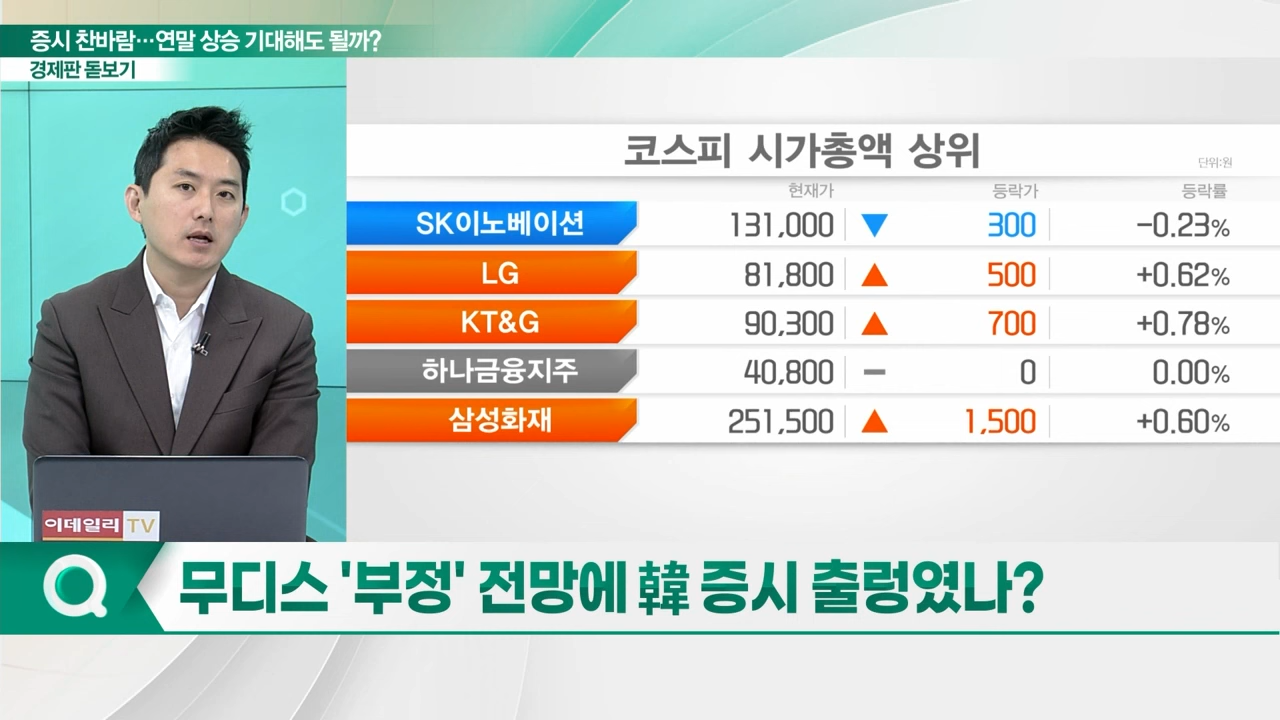 증시 찬바람…연말 상승 기대해도 될까?
경제판 돋보기
코스피 시가총액 상위
단위:원
현재가 등락가 등락률
SK이노베이션 131,000 ▼ 300 -0.23%
LG 81,800 ▲ 500 +0.62%
KT&G 90,300 ▲ 700 +0.78%
하나금융지주 40,800 - 0 0.00%
삼성화재 251,500 ▲ 1,500 +0.60%
이데일리TV
무디스 '부정' 전망에 韓 증시 출렁였나?